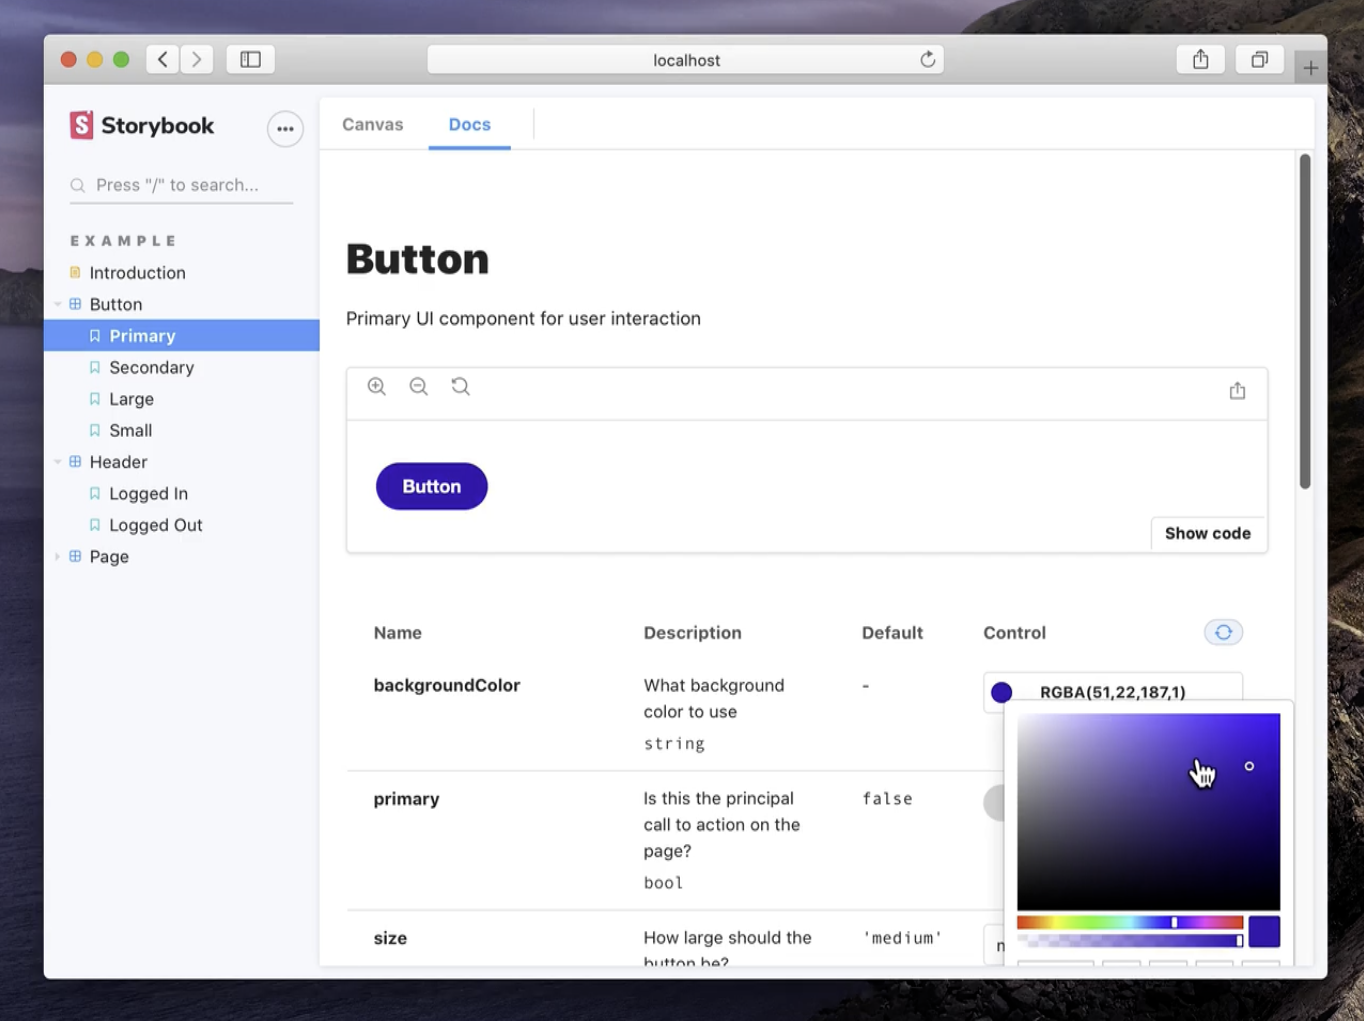 localhost
Storybook
Press "/" to search...
EXAMPLE
Introduction
Button
Primary
Secondary
Large
Small
Header
Logged In
Logged Out
Page
Canvas
Docs
Button
Primary UI component for user interaction
Button
Show code
Name Description Default Control
backgroundColor What background - RGBA(51,22,187,1)
color to use
string
primary Is this the principal false
call to action on the
page?
bool
size How large should the 'medium'
button be?